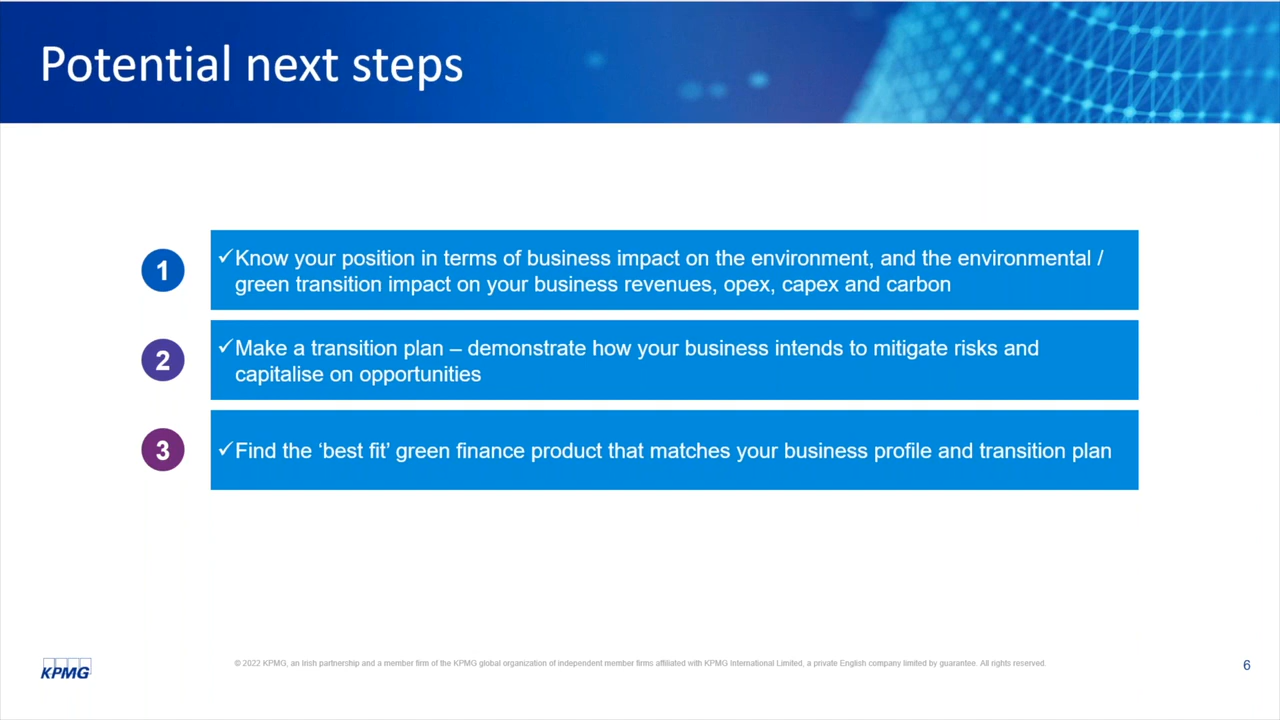 Potential next steps
1
✓Know your position in terms of business impact on the environment, and the environmental /
green transition impact on your business revenues, opex, capex and carbon
2
✓Make a transition plan – demonstrate how your business intends to mitigate risks and
capitalise on opportunities
3
✓Find the ‘best fit’ green finance product that matches your business profile and transition plan
KPMG
© 2022 KPMG, an Irish partnership and a member firm of the KPMG global organization of independent member firms affiliated with KPMG International Limited, a private English company limited by guarantee. All rights reserved.
6